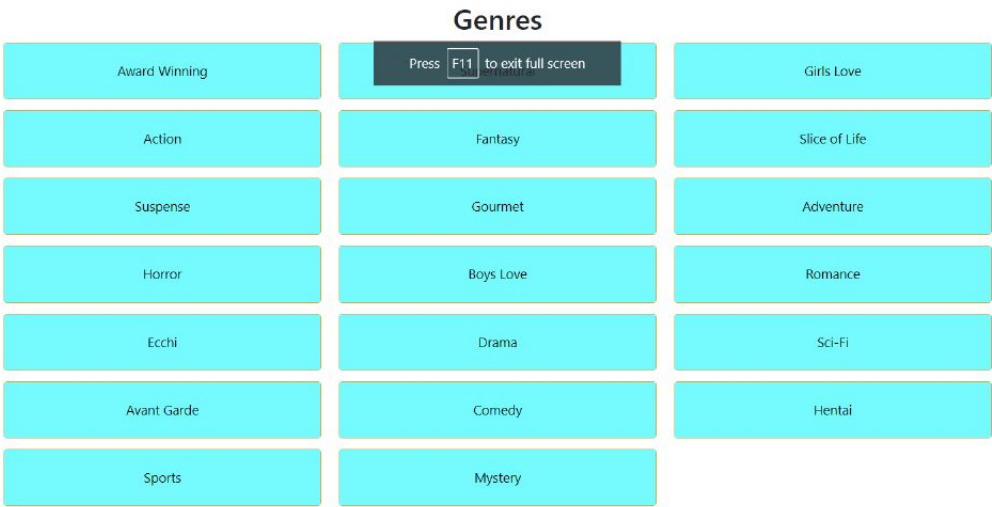 Genres
Press F11 to exit full screen
Award Winning
Supernatural
Girls Love
Action
Fantasy
Slice of Life
Suspense
Gourmet
Adventure
Horror
Boys Love
Romance
Ecchi
Drama
Sci-Fi
Avant Garde
Comedy
Hentai
Sports
Mystery